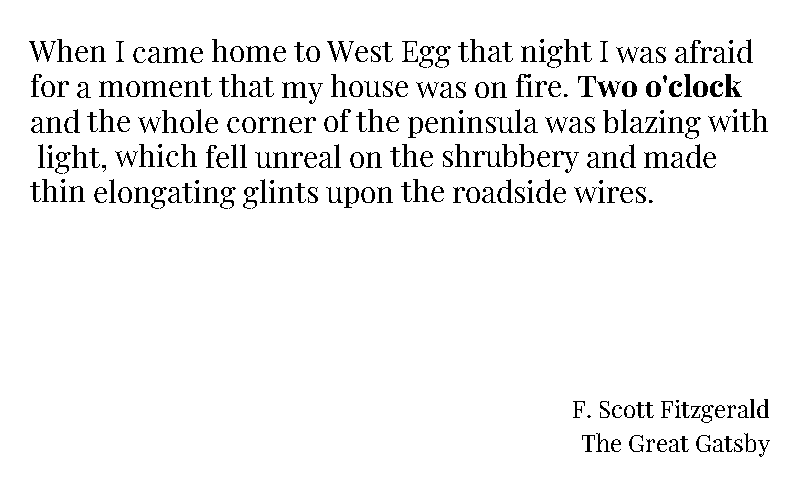 When I came home to West Egg that night I was afraid
for a moment that my house was on fire. Two o'clock
and the whole corner of the peninsula was blazing with
light, which fell unreal on the shrubbery and made
thin elongating glints upon the roadside wires.
F. Scott Fitzgerald
The Great Gatsby